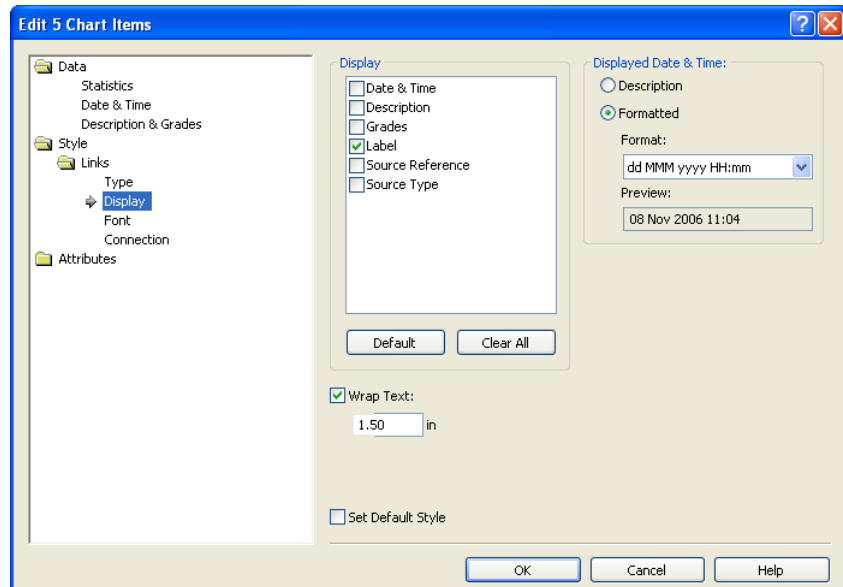 Edit 5 Chart Items
Data
Statistics
Date & Time
Description & Grades
Style
Links
Type
Display
Font
Connection
Attributes
Display
Date & Time
Description
Grades
Label
Source Reference
Source Type
Default Clear All
Wrap Text:
1.50 in
Set Default Style
Displayed Date & Time:
Description
Formatted
Format:
dd MMM yyyy HH:mm
Preview:
08 Nov 2006 11:04
OK Cancel Help